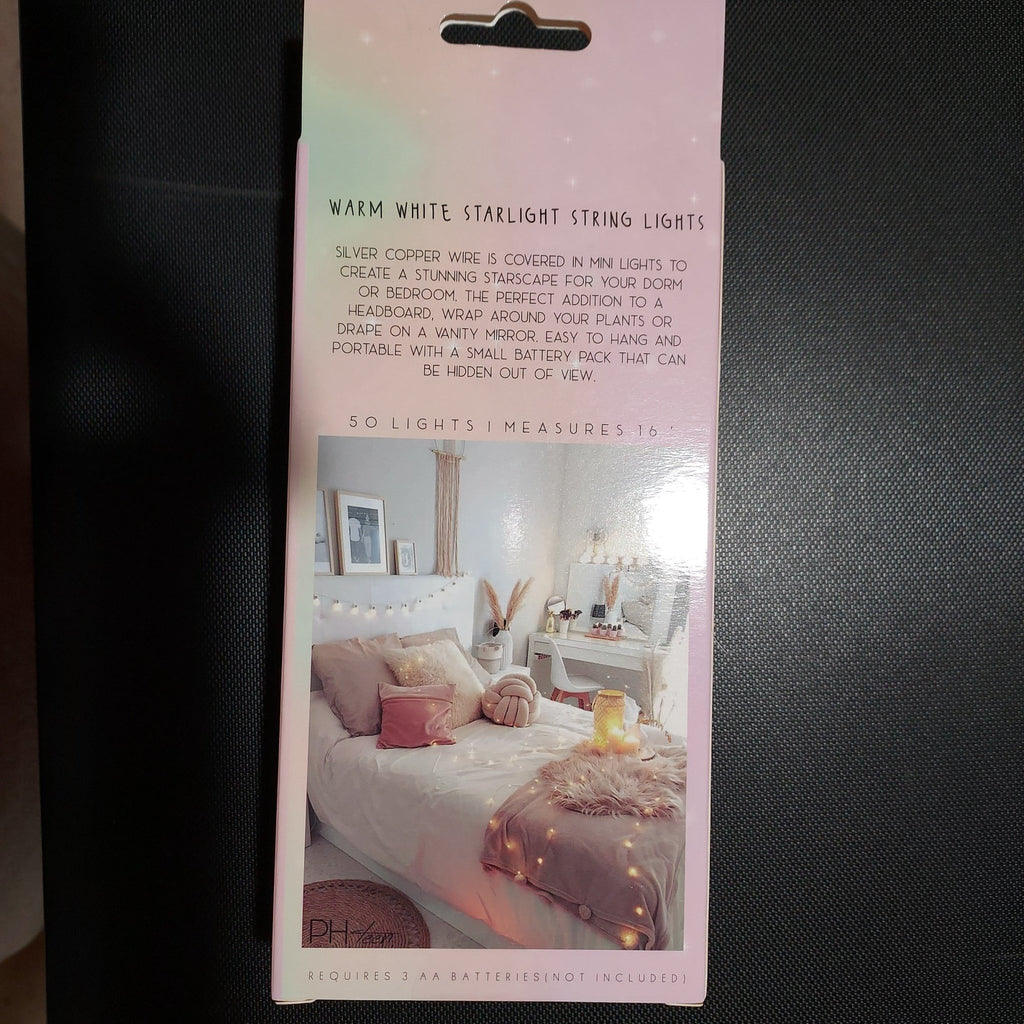 WARM WHITE STARLIGHT STRING LIGHTS
SILVER COPPER WIRE IS COVERED IN MINI LIGHTS TO
CREATE A STUNNING STARSCAPE FOR YOUR DORM
OR BEDROOM. THE PERFECT ADDITION TO A
HEADBOARD, WRAP AROUND YOUR PLANTS OR
DRAPE ON A VANITY MIRROR. EASY TO HANG AND
PORTABLE WITH A SMALL BATTERY PACK THAT CAN
BE HIDDEN OUT OF VIEW.
50 LIGHTS | MEASURES 16
PH-teen
REQUIRES 3 AA BATTERIES(NOT INCLUDED)